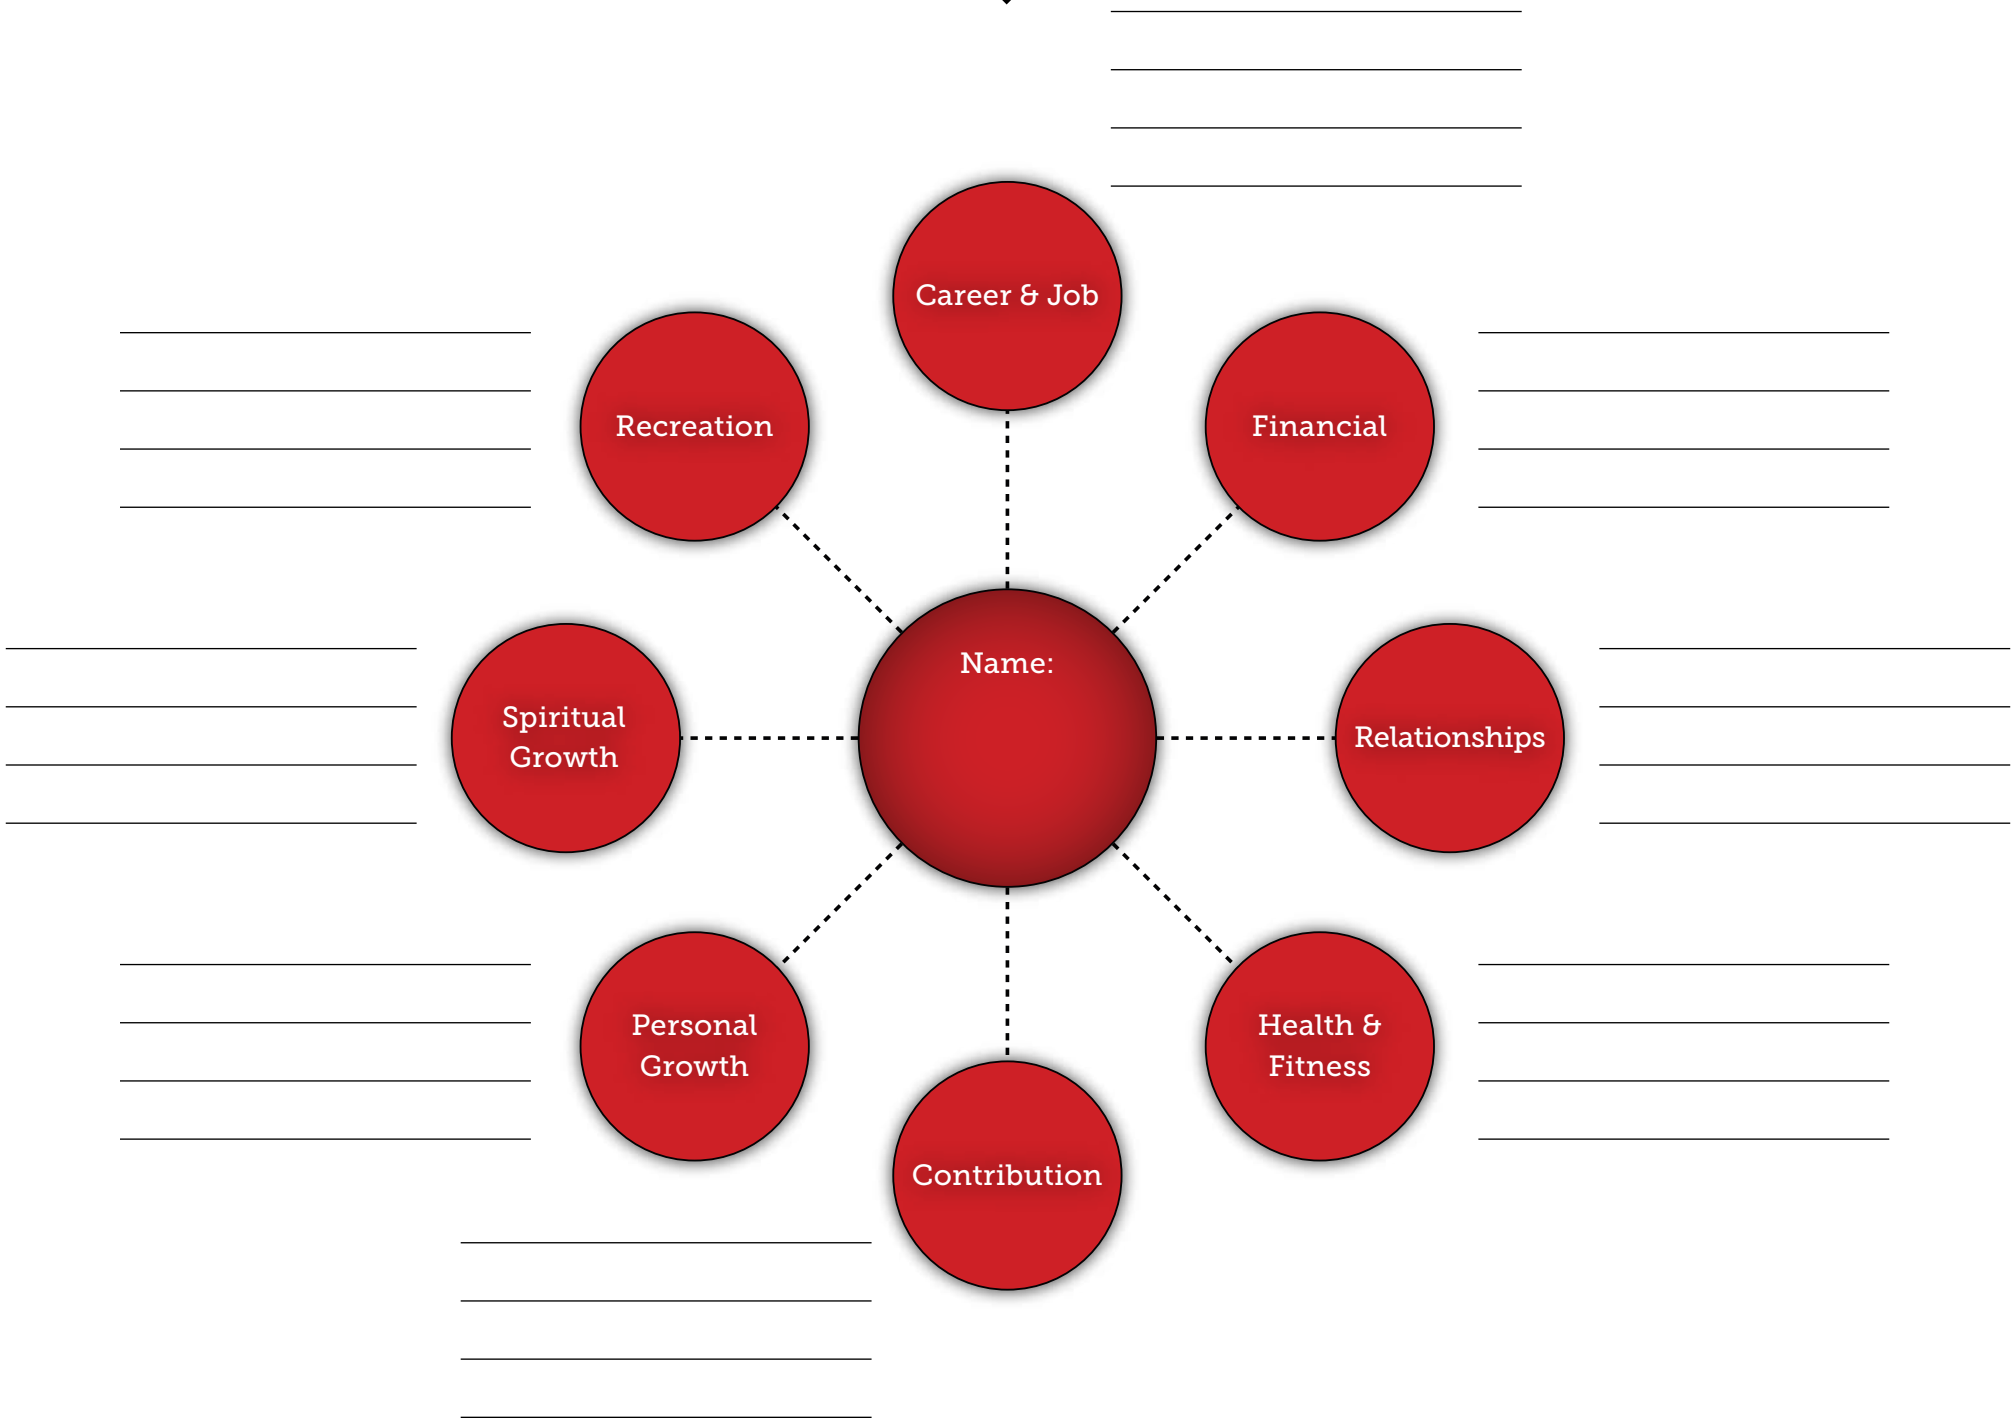 Career & Job
Recreation
Financial
Name:
Spiritual
Growth
Relationships
Personal
Growth
Health &
Fitness
Contribution